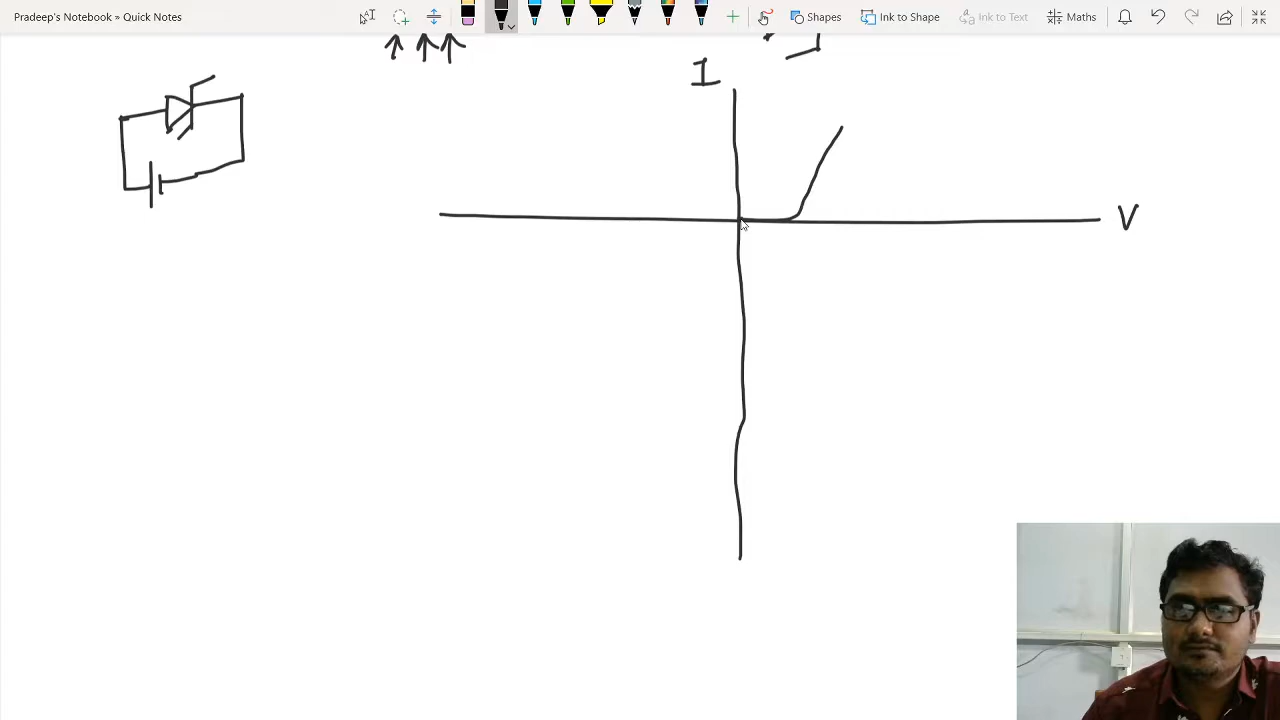 Pradeep's Notebook » Quick Notes
Shapes
Ink to Shape
Ink to Text
Maths
I
V